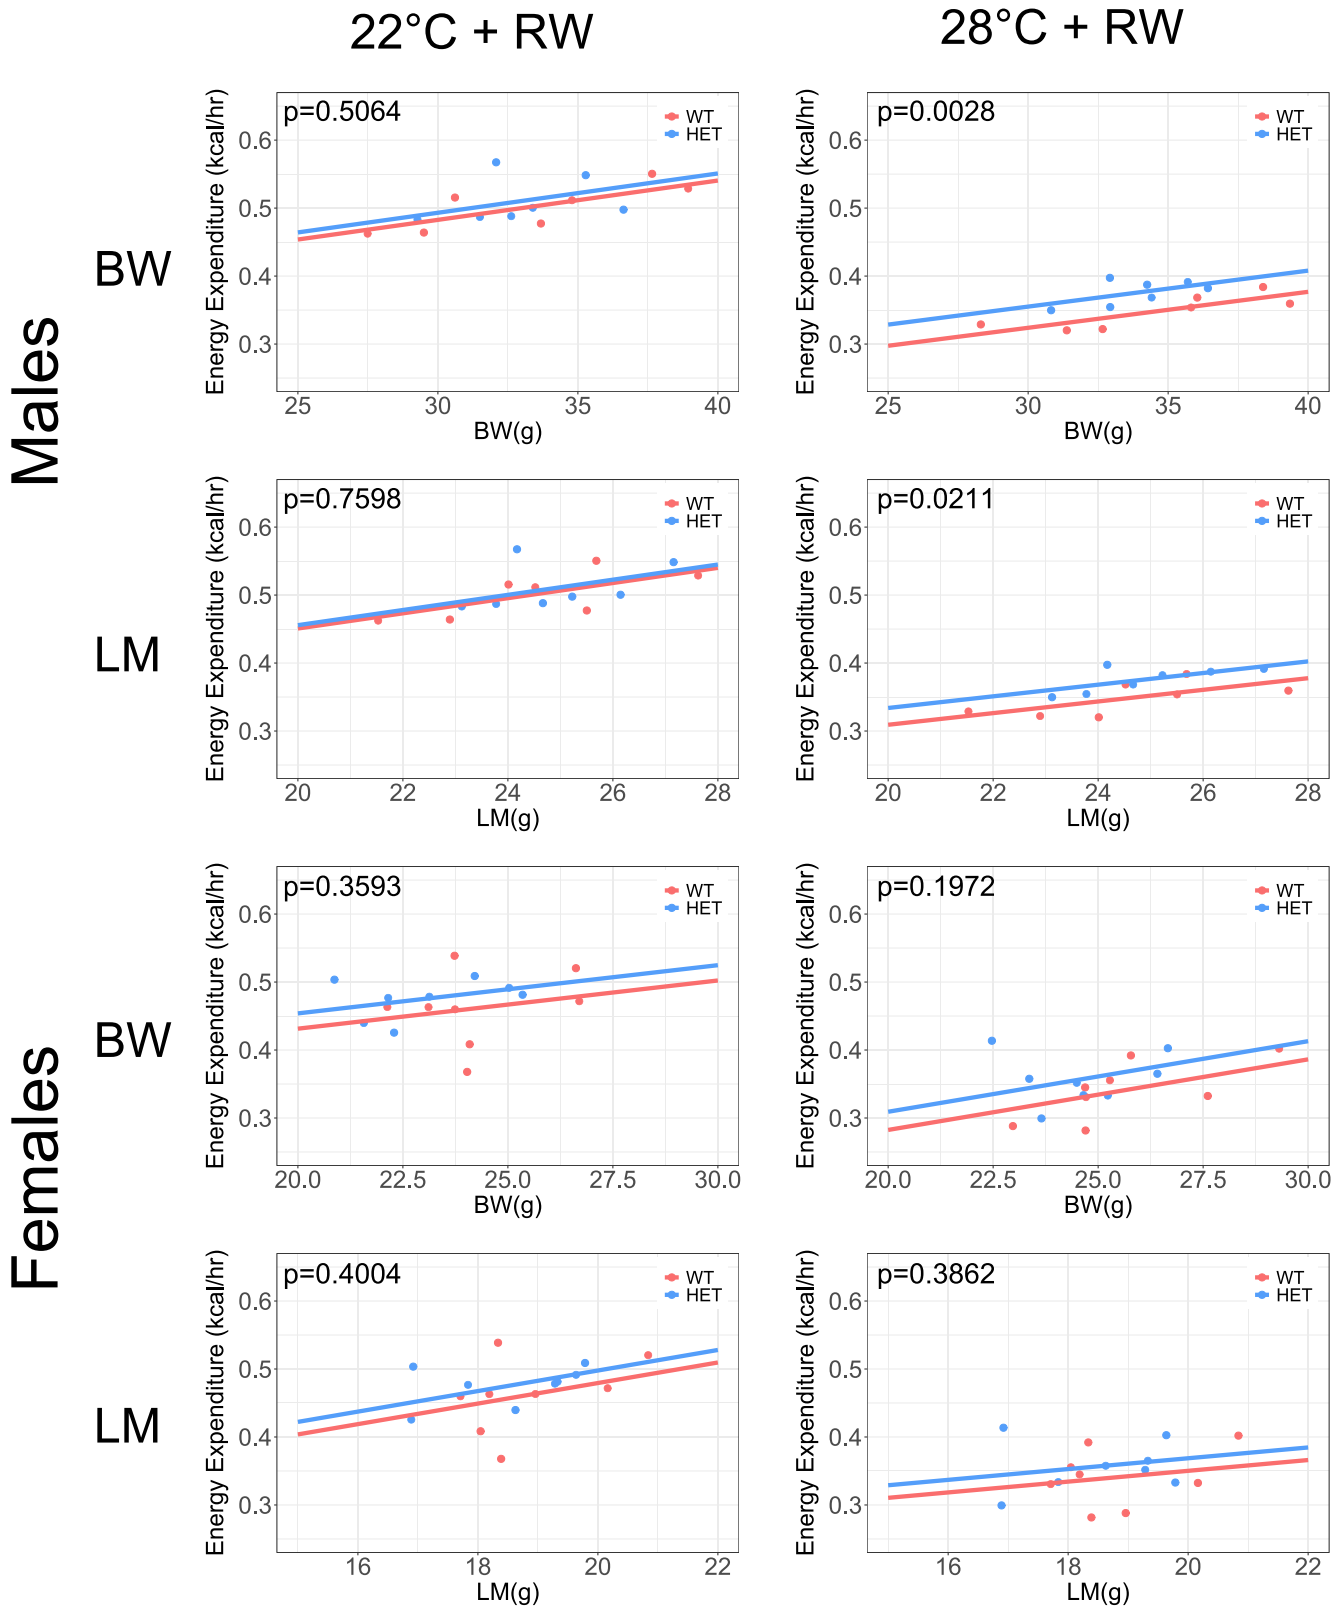 22°C + RW
28°C + RW
Males
BW
Energy Expenditure (kcal/hr)
p=0.5064
WT
HET
0.6
0.5
0.4
0.3
25 30 35 40
BW(g)
Energy Expenditure (kcal/hr)
p=0.0028
WT
HET
0.6
0.5
0.4
0.3
25 30 35 40
BW(g)
LM
Energy Expenditure (kcal/hr)
p=0.7598
WT
HET
0.6
0.5
0.4
0.3
20 22 24 26 28
LM(g)
Energy Expenditure (kcal/hr)
p=0.0211
WT
HET
0.6
0.5
0.4
0.3
20 22 24 26 28
LM(g)
Females
BW
Energy Expenditure (kcal/hr)
p=0.3593
WT
HET
0.6
0.5
0.4
0.3
20.0 22.5 25.0 27.5 30.0
BW(g)
Energy Expenditure (kcal/hr)
p=0.1972
WT
HET
0.6
0.5
0.4
0.3
20.0 22.5 25.0 27.5 30.0
BW(g)
LM
Energy Expenditure (kcal/hr)
p=0.4004
WT
HET
0.6
0.5
0.4
0.3
16 18 20 22
LM(g)
Energy Expenditure (kcal/hr)
p=0.3862
WT
HET
0.6
0.5
0.4
0.3
16 18 20 22
LM(g)